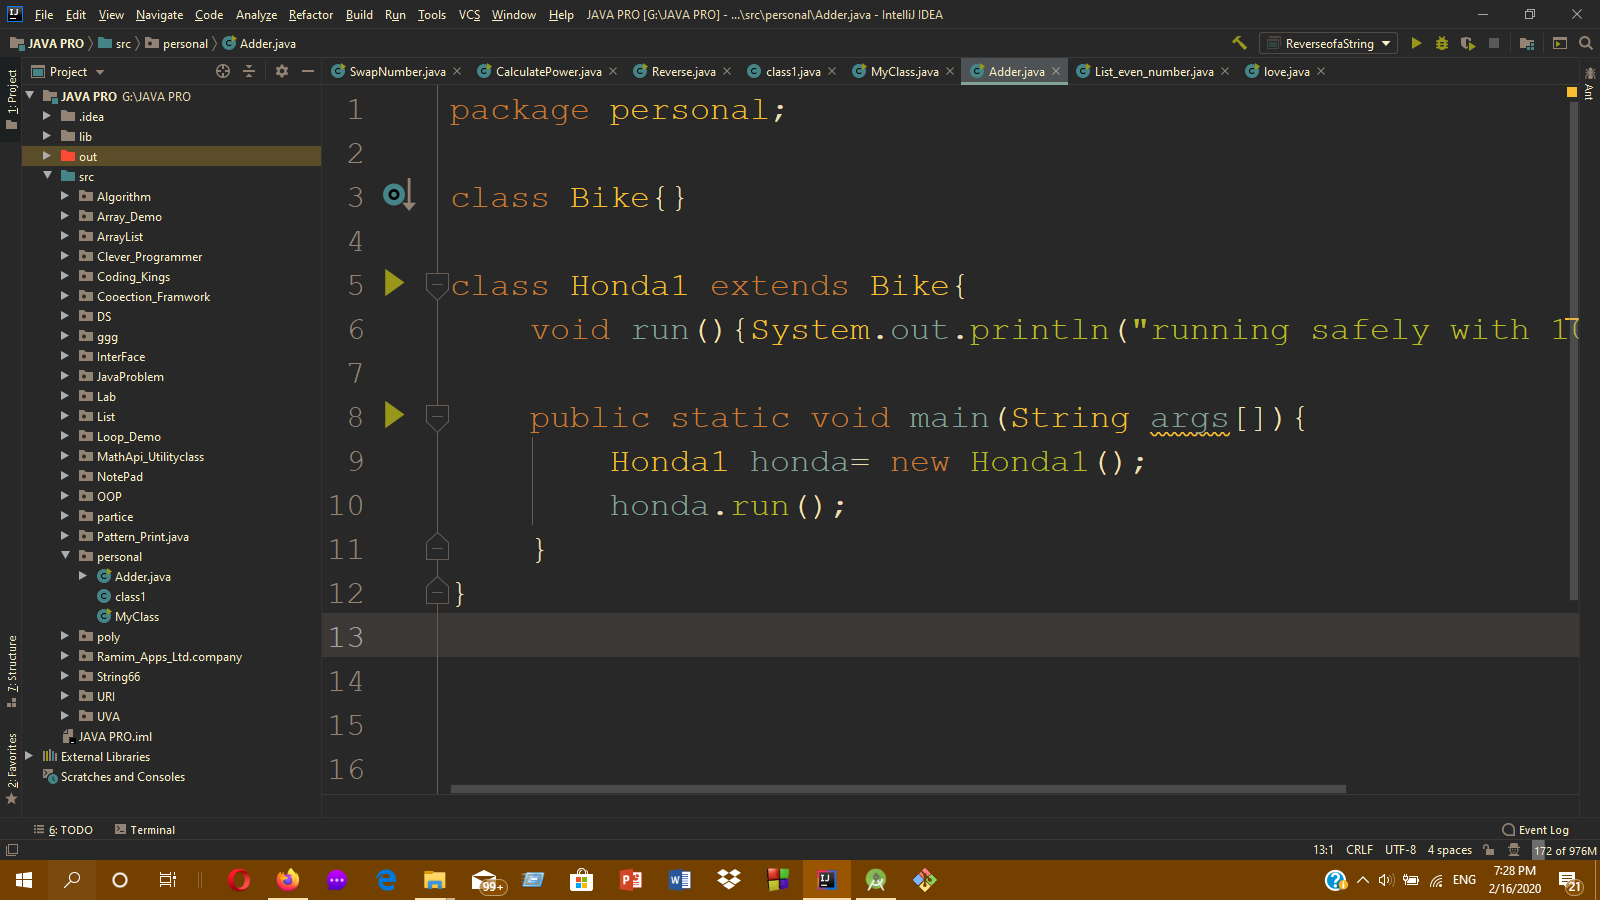 File Edit View Navigate Code Analyze Refactor Build Run Tools VCS Window Help JAVA PRO [G:\JAVA PRO] - ...\src\personal\Adder.java - IntelliJ IDEA
JAVA PRO src personal Adder.java ReverseofaString
1: Project
Project
SwapNumber.java CalculatePower.java Reverse.java class1.java MyClass.java Adder.java List_even_number.java love.java
Ant
JAVA PRO G:\JAVA PRO
.idea
lib
out
src
Algorithm
Array_Demo
ArrayList
Clever_Programmer
Coding_Kings
Cooection_Framwork
DS
ggg
InterFace
JavaProblem
Lab
List
Loop_Demo
MathApi_Utilityclass
NotePad
OOP
partice
Pattern_Print.java
personal
Adder.java
class1
MyClass
poly
Ramim_Apps_Ltd.company
String66
URI
UVA
JAVA PRO.iml
External Libraries
Scratches and Consoles
7: Structure
2: Favorites
1 package personal;
2
3 class Bike{}
4
5 class Honda1 extends Bike{
6 void run(){System.out.println("running safely with 10
7
8 public static void main(String args[]){
9 Honda1 honda= new Honda1();
10 honda.run();
11 }
12 }
13
14
15
16
6: TODO Terminal Event Log
13:1 CRLF UTF-8 4 spaces 172 of 976M
99+ ENG 7:28 PM
2/16/2020 21